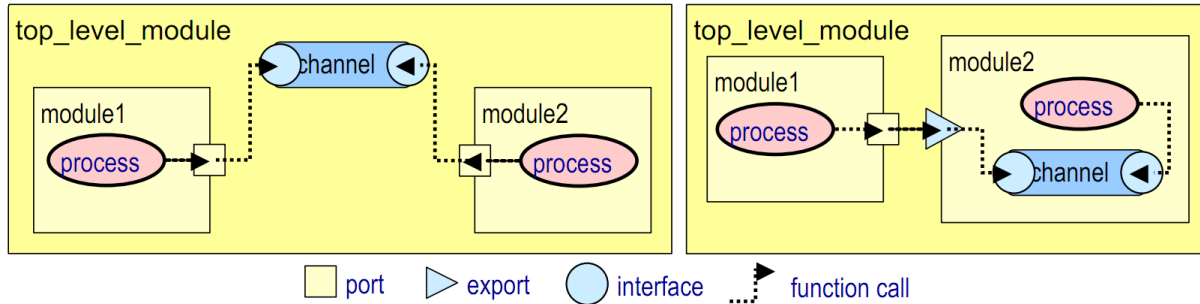 top_level_module
channel
module1
process
module2
process
top_level_module
module1
process
module2
process
channel
port
export
interface
function call